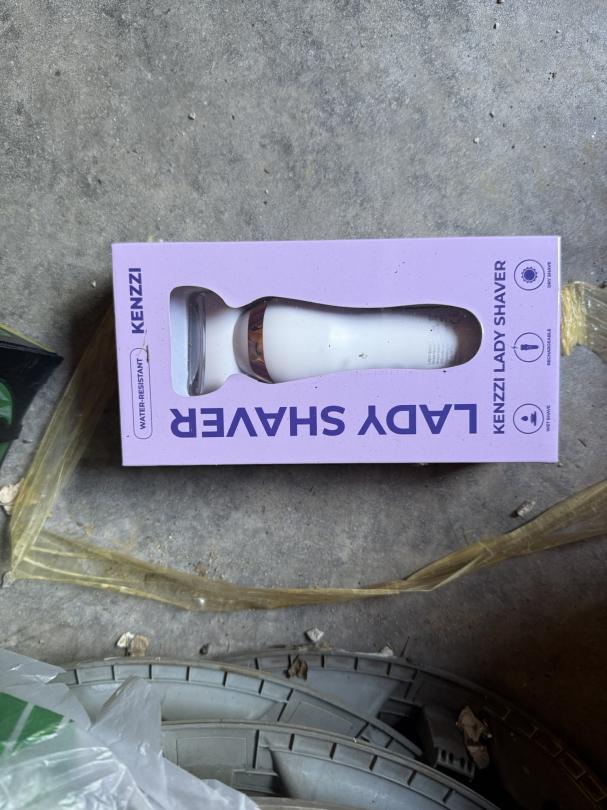 KENZZI
WATER-RESISTANT
LADY SHAVER
KENZZI LADY SHAVER
WET SHAVE
RECHARGEABLE
DRY SHAVE